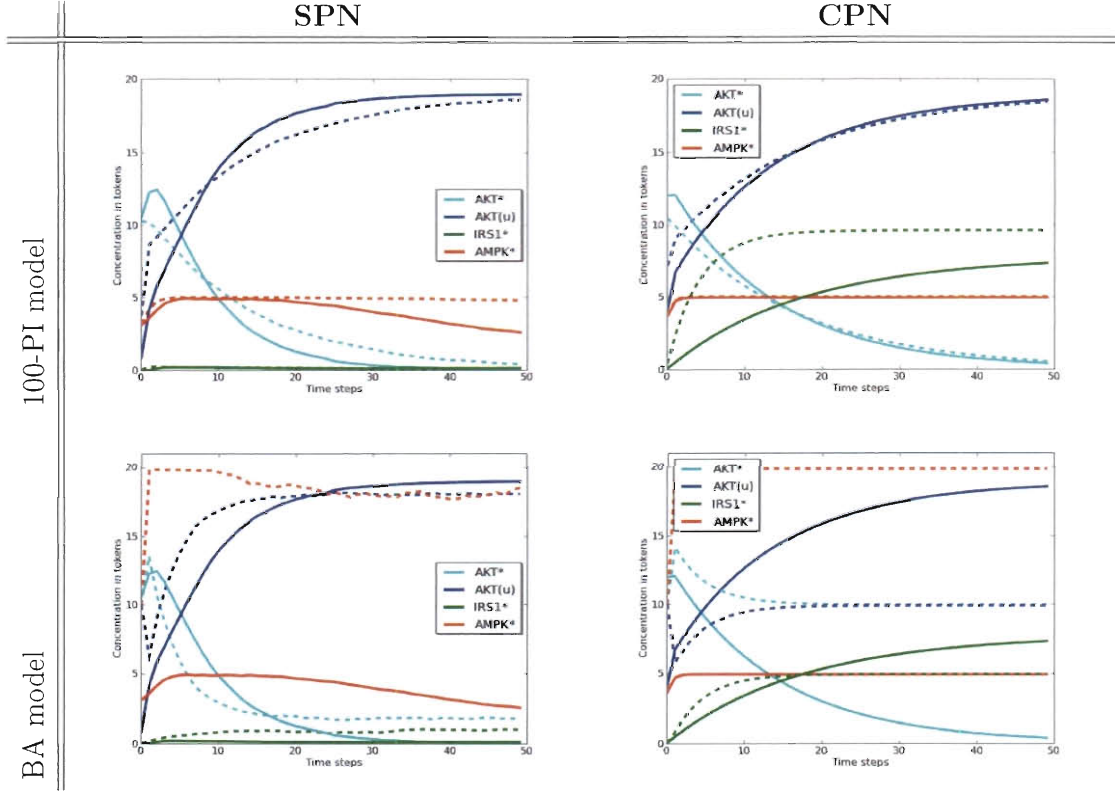 SPN
CPN
100-PI model
20
15
10
5
0
Concentration in tokens
AKT*
AKT(u)
IRS1*
AMPK*
0 10 20 30 40 50
Time steps
20
15
10
5
0
Concentration in tokens
AKT*
AKT(u)
IRS1*
AMPK*
0 10 20 30 40 50
Time steps
BA model
20
15
10
5
0
Concentration in tokens
AKT*
AKT(u)
IRS1*
AMPK*
0 10 20 30 40 50
Time steps
20
15
10
5
0
Concentration in tokens
AKT*
AKT(u)
IRS1*
AMPK*
0 10 20 30 40 50
Time steps